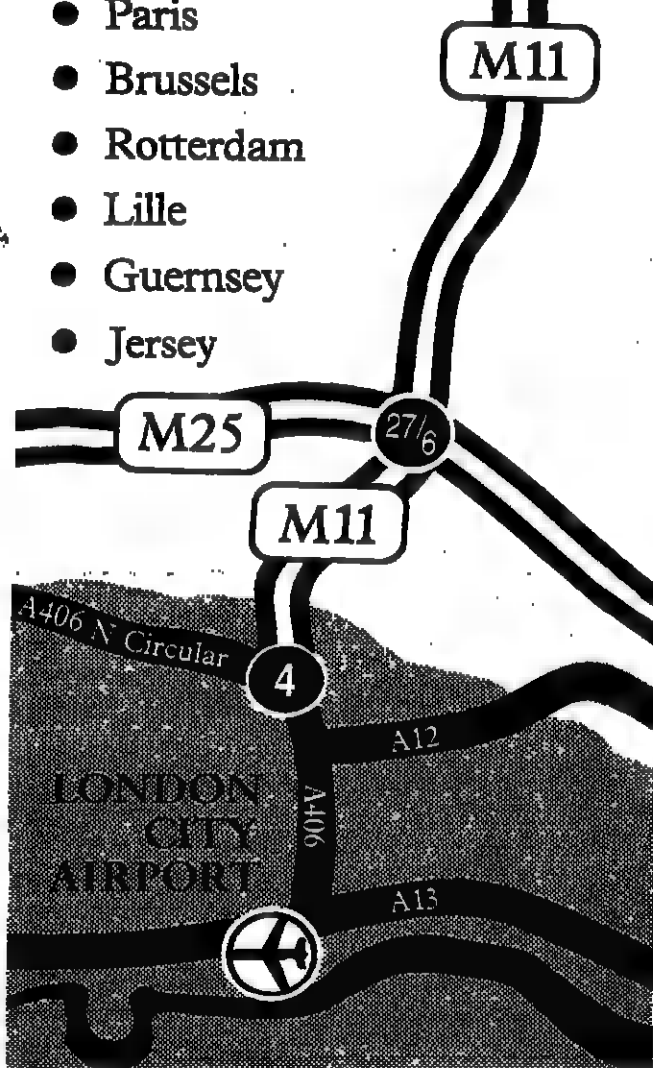 • Paris
• Brussels
• Rotterdam
• Lille
• Guernsey
• Jersey
M11
M25
27/6
M11
A406 N Circular
4
A12
A406
LONDON
CITY
AIRPORT
A13